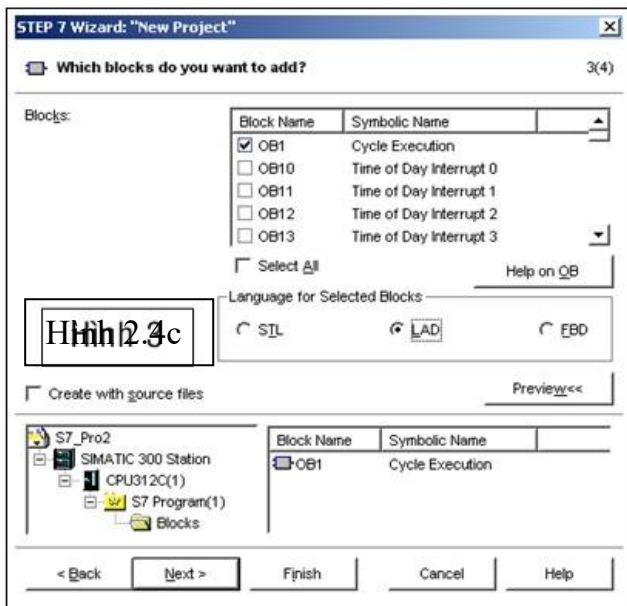 STEP 7 Wizard: "New Project"
Which blocks do you want to add? 3(4)
Blocks:
Block Name Symbolic Name
OB1 Cycle Execution
OB10 Time of Day Interrupt 0
OB11 Time of Day Interrupt 1
OB12 Time of Day Interrupt 2
OB13 Time of Day Interrupt 3
Select All
Help on OB
Language for Selected Blocks
STL LAD FBD
Create with source files
Preview<<
S7_Pro2
SIMATIC 300 Station
CPU312C(1)
S7 Program(1)
Blocks
Block Name Symbolic Name
OB1 Cycle Execution
< Back Next > Finish Cancel Help